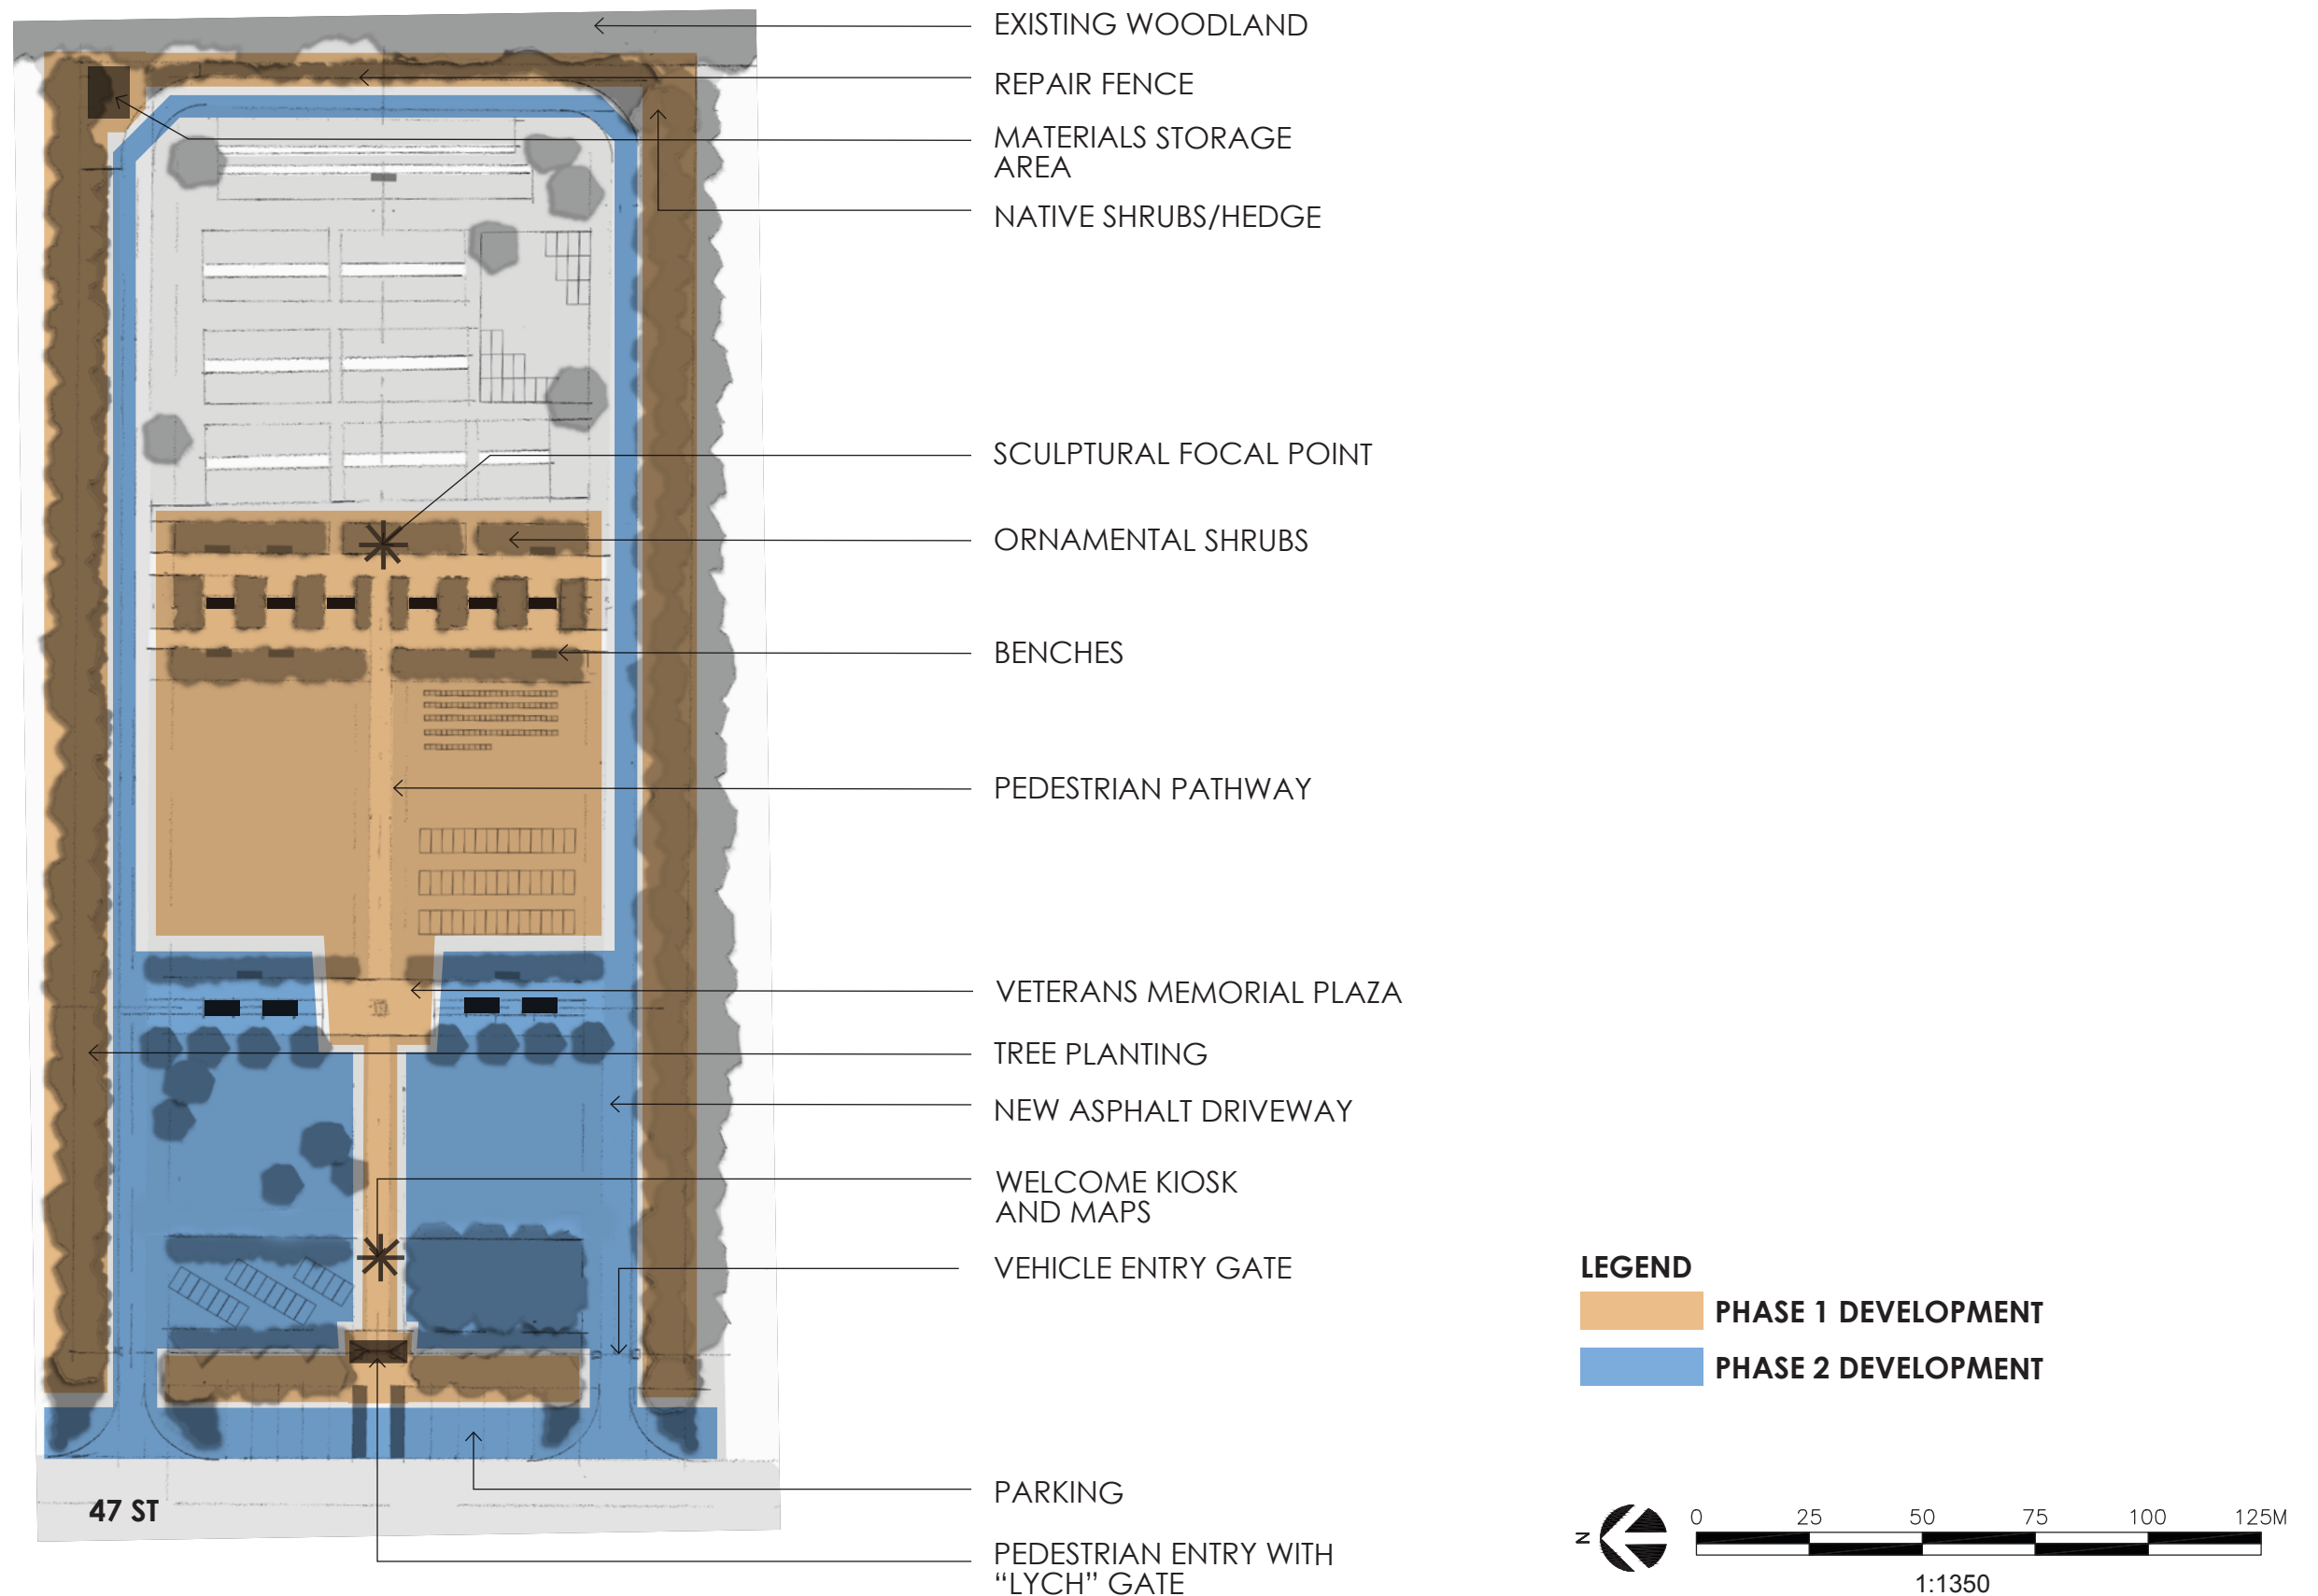 EXISTING WOODLAND
REPAIR FENCE
MATERIALS STORAGE
AREA
NATIVE SHRUBS/HEDGE
SCULPTURAL FOCAL POINT
ORNAMENTAL SHRUBS
BENCHES
PEDESTRIAN PATHWAY
VETERANS MEMORIAL PLAZA
TREE PLANTING
NEW ASPHALT DRIVEWAY
WELCOME KIOSK
AND MAPS
VEHICLE ENTRY GATE
PARKING
PEDESTRIAN ENTRY WITH
“LYCH” GATE
47 ST
LEGEND
PHASE 1 DEVELOPMENT
PHASE 2 DEVELOPMENT
N
0 25 50 75 100 125M
1:1350